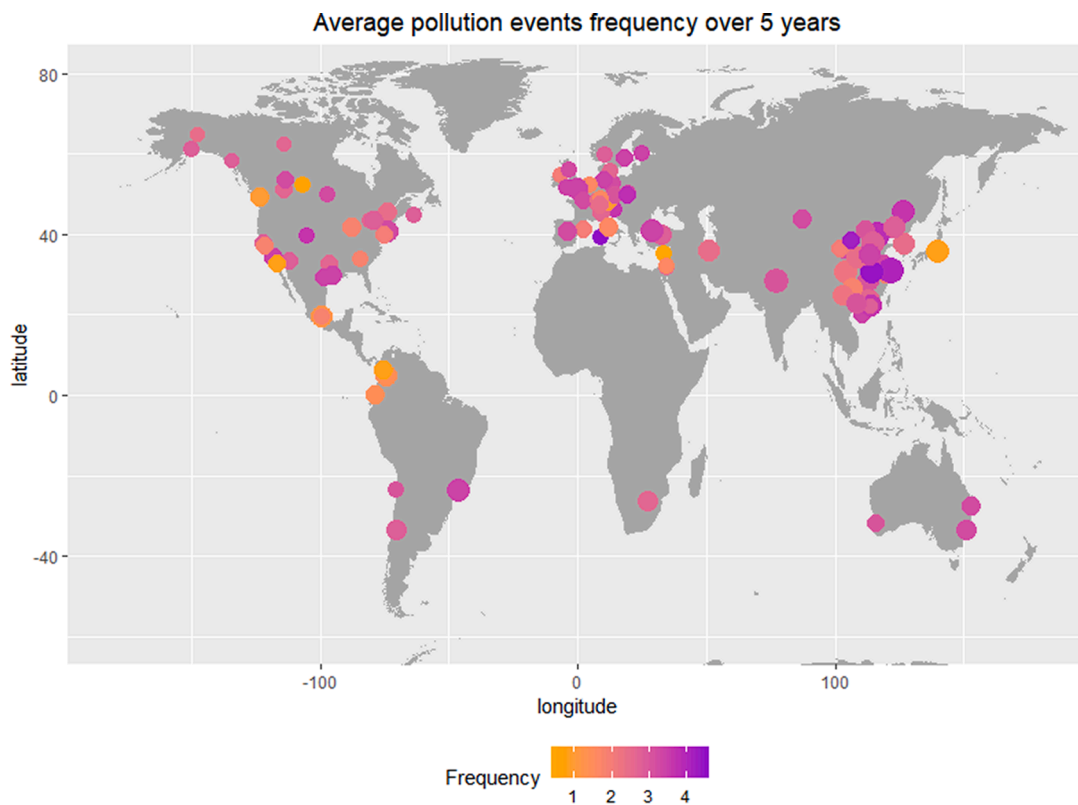 Average pollution events frequency over 5 years
80
40
0
-40
latitude
-100 0 100
longitude
Frequency
1 2 3 4